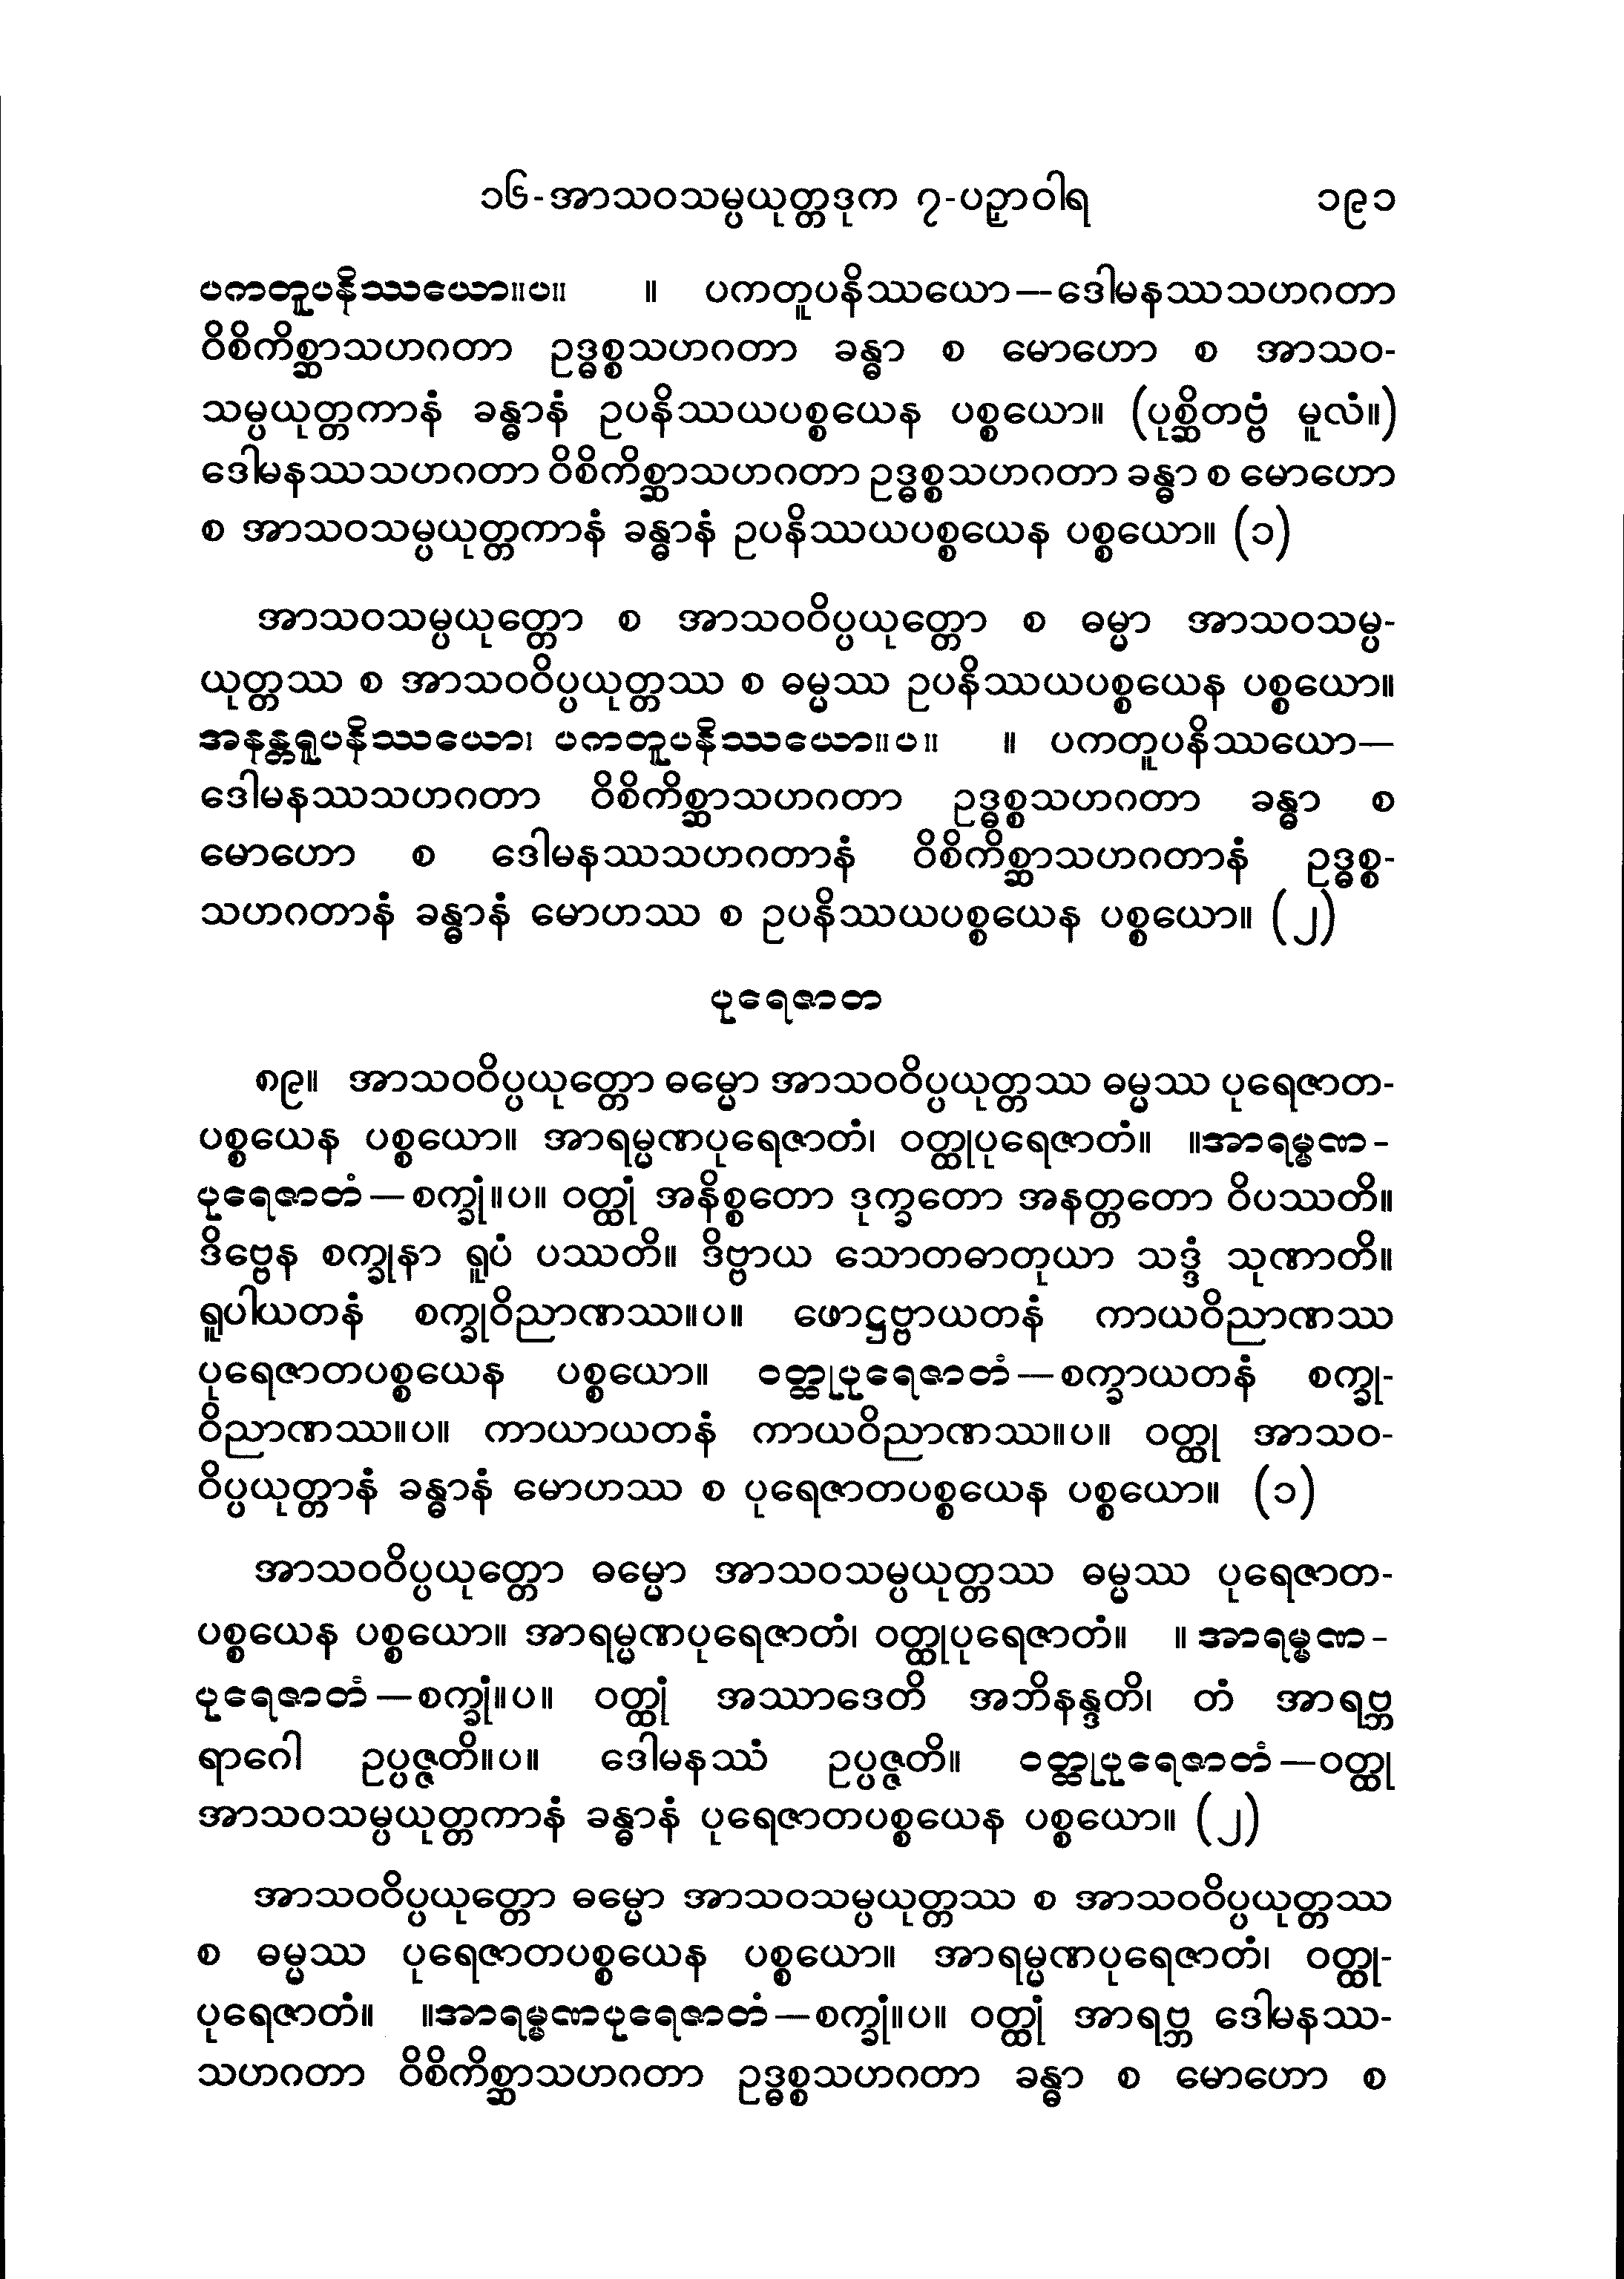 ၁၆-အာသဝသမ္ပယုတ္တဒုက ၇-ပဉှာဝါရ ၁၉၁
ပကတူပနိဿယော။ပ။ ။ ပကတူပနိဿယော—ဒေါမနဿသဟဂတာ
ဝိစိကိစ္ဆာသဟဂတာ ဥဒ္ဓစ္စသဟဂတာ ခန္ဓာ စ မောဟော စ အာသဝ-
သမ္ပယုတ္တကာနံ ခန္ဓာနံ ဥပနိဿယပစ္စယေန ပစ္စယော။ (ပုစ္ဆိတဗ္ဗံ မူလံ။)
ဒေါမနဿသဟဂတာ ဝိစိကိစ္ဆာသဟဂတာ ဥဒ္ဓစ္စသဟဂတာ ခန္ဓာ စ မောဟော
စ အာသဝသမ္ပယုတ္တကာနံ ခန္ဓာနံ ဥပနိဿယပစ္စယေန ပစ္စယော။ (၁)
အာသဝသမ္ပယုတ္တော စ အာသဝဝိပ္ပယုတ္တော စ ဓမ္မာ အာသဝသမ္ပ-
ယုတ္တဿ စ အာသဝဝိပ္ပယုတ္တဿ စ ဓမ္မဿ ဥပနိဿယပစ္စယေန ပစ္စယော။
အနန္တရူပနိဿယော၊ ပကတူပနိဿယော။ပ။ ။ ပကတူပနိဿယော—
ဒေါမနဿသဟဂတာ ဝိစိကိစ္ဆာသဟဂတာ ဥဒ္ဓစ္စသဟဂတာ ခန္ဓာ စ
မောဟော စ ဒေါမနဿသဟဂတာနံ ဝိစိကိစ္ဆာသဟဂတာနံ ဥဒ္ဓစ္စ-
သဟဂတာနံ ခန္ဓာနံ မောဟဿ စ ဥပနိဿယပစ္စယေန ပစ္စယော။ (၂)
ပုရေဇာတ
၈၉။ အာသဝဝိပ္ပယုတ္တော ဓမ္မော အာသဝဝိပ္ပယုတ္တဿ ဓမ္မဿ ပုရေဇာတ-
ပစ္စယေန ပစ္စယော။ အာရမ္မဏပုရေဇာတံ၊ ဝတ္ထုပုရေဇာတံ။ ။အာရမ္မဏ-
ပုရေဇာတံ—စက္ခုံ။ပ။ ဝတ္ထုံ အနိစ္စတော ဒုက္ခတော အနတ္တတော ဝိပဿတိ။
ဒိဗ္ဗေန စက္ခုနာ ရူပံ ပဿတိ။ ဒိဗ္ဗာယ သောတဓာတုယာ သဒ္ဒံ သုဏာတိ။
ရူပါယတနံ စက္ခုဝိညာဏဿ။ပ။ ဖောဋ္ဌဗ္ဗာယတနံ ကာယဝိညာဏဿ
ပုရေဇာတပစ္စယေန ပစ္စယော။ ဝတ္ထုပုရေဇာတံ—စက္ခာယတနံ စက္ခု-
ဝိညာဏဿ။ပ။ ကာယာယတနံ ကာယဝိညာဏဿ။ပ။ ဝတ္ထု အာသဝ-
ဝိပ္ပယုတ္တာနံ ခန္ဓာနံ မောဟဿ စ ပုရေဇာတပစ္စယေန ပစ္စယော။ (၁)
အာသဝဝိပ္ပယုတ္တော ဓမ္မော အာသဝသမ္ပယုတ္တဿ ဓမ္မဿ ပုရေဇာတ-
ပစ္စယေန ပစ္စယော။ အာရမ္မဏပုရေဇာတံ၊ ဝတ္ထုပုရေဇာတံ။ ။အာရမ္မဏ-
ပုရေဇာတံ—စက္ခုံ။ပ။ ဝတ္ထုံ အဿာဒေတိ အဘိနန္ဒတိ၊ တံ အာရဗ္ဘ
ရာဂေါ ဥပ္ပဇ္ဇတိ။ပ။ ဒေါမနဿံ ဥပ္ပဇ္ဇတိ။ ဝတ္ထုပုရေဇာတံ—ဝတ္ထု
အာသဝသမ္ပယုတ္တကာနံ ခန္ဓာနံ ပုရေဇာတပစ္စယေန ပစ္စယော။ (၂)
အာသဝဝိပ္ပယုတ္တော ဓမ္မော အာသဝသမ္ပယုတ္တဿ စ အာသဝဝိပ္ပယုတ္တဿ
စ ဓမ္မဿ ပုရေဇာတပစ္စယေန ပစ္စယော။ အာရမ္မဏပုရေဇာတံ၊ ဝတ္ထု-
ပုရေဇာတံ။ ။အာရမ္မဏပုရေဇာတံ—စက္ခုံ။ပ။ ဝတ္ထုံ အာရဗ္ဘ ဒေါမနဿ-
သဟဂတာ ဝိစိကိစ္ဆာသဟဂတာ ဥဒ္ဓစ္စသဟဂတာ ခန္ဓာ စ မောဟော စ